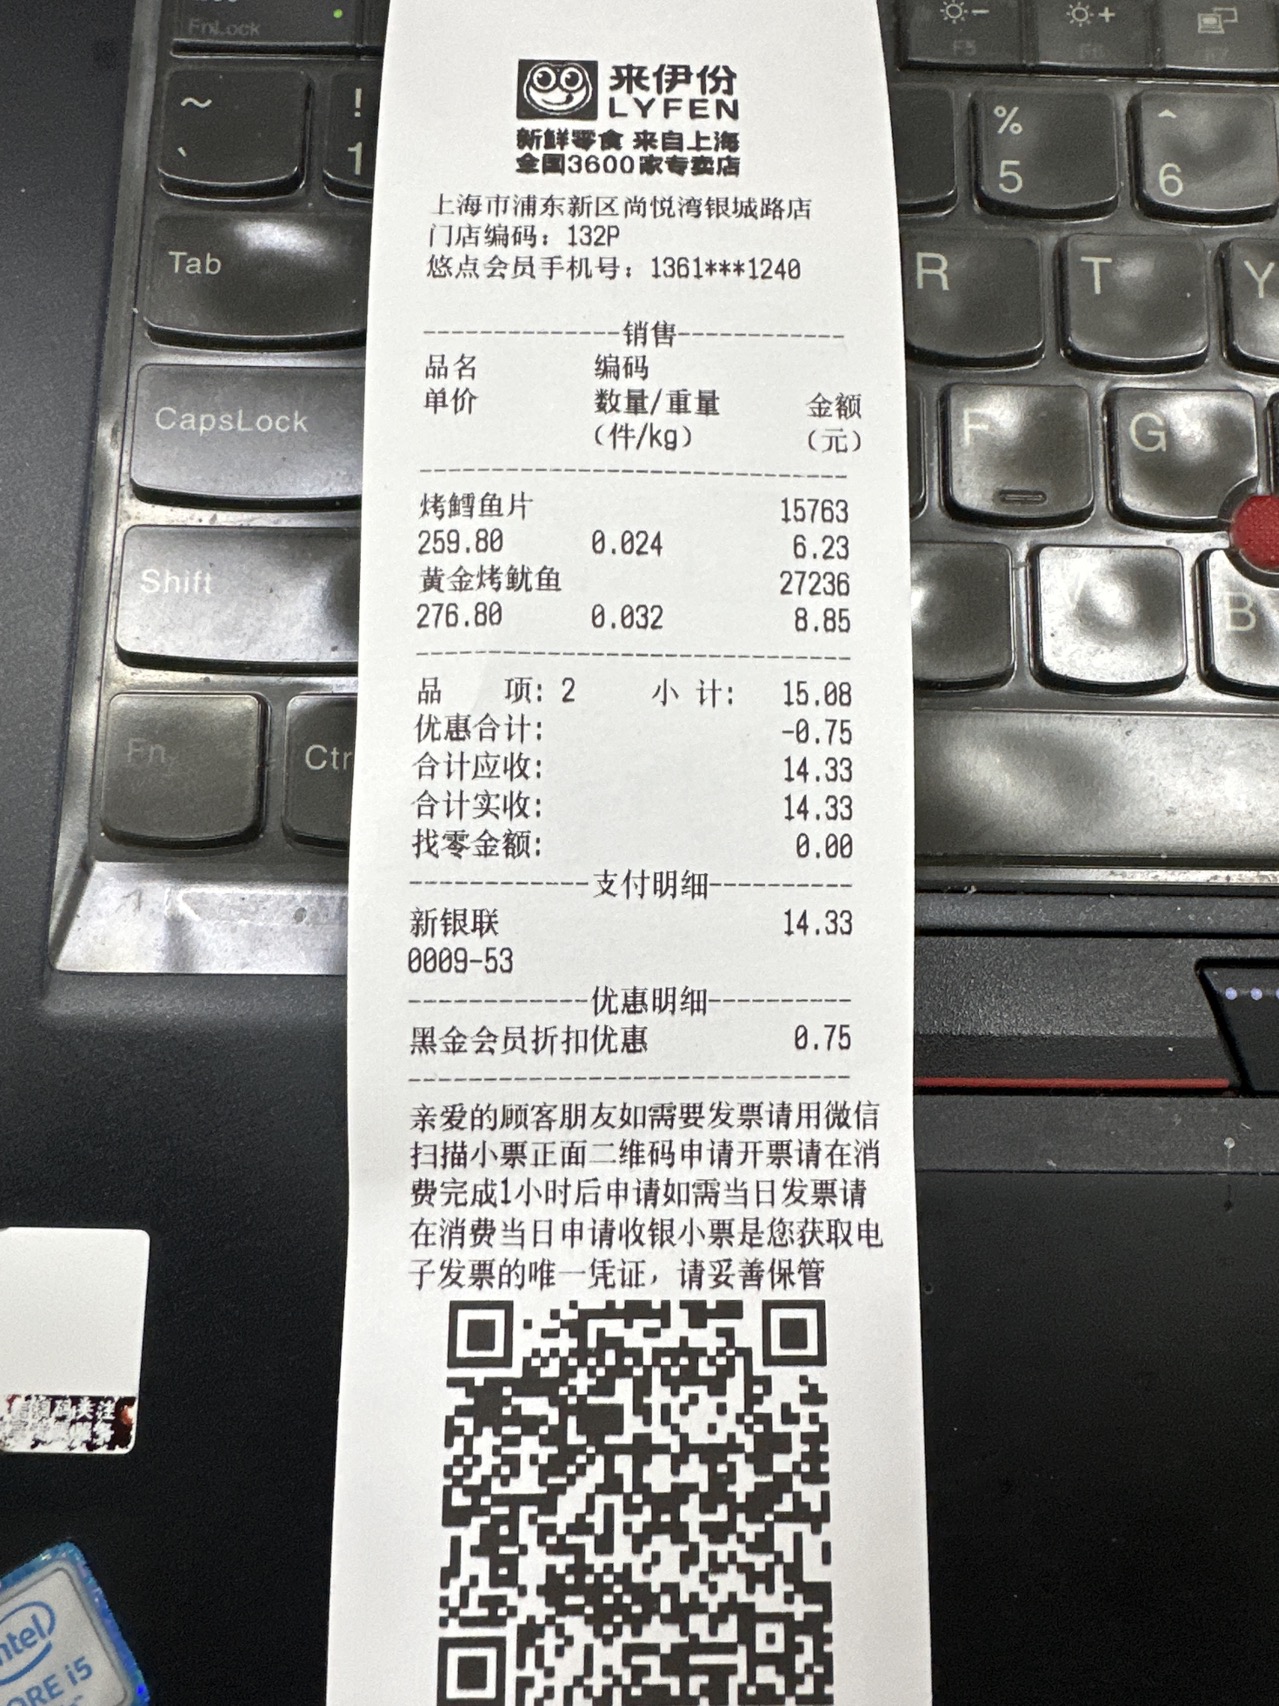 来伊份
LYFEN
新鲜零食 来自上海
全国3600家专卖店
上海市浦东新区尚悦湾银城路店
门店编码：132P
悠点会员手机号：1361***1240
--------------销售------------
品名 编码
单价 数量/重量 金额
（件/kg） （元）
------------------------------
烤鳕鱼片 15763
259.80 0.024 6.23
黄金烤鱿鱼 27236
276.80 0.032 8.85
------------------------------
品 项: 2 小 计: 15.08
优惠合计: -0.75
合计应收: 14.33
合计实收: 14.33
找零金额: 0.00
------------支付明细----------
新银联 14.33
0009-53
------------优惠明细----------
黑金会员折扣优惠 0.75
------------------------------
亲爱的顾客朋友如需要发票请用微信
扫描小票正面二维码申请开票请在消
费完成1小时后申请如需当日发票请
在消费当日申请收银小票是您获取电
子发票的唯一凭证，请妥善保管
FnLock
F5
F6
F7
~
`
!
1
%
5
^
6
Tab
R
T
Y
CapsLock
F
G
Shift
B
Fn
Ctr
码关注
intel
ORE i5